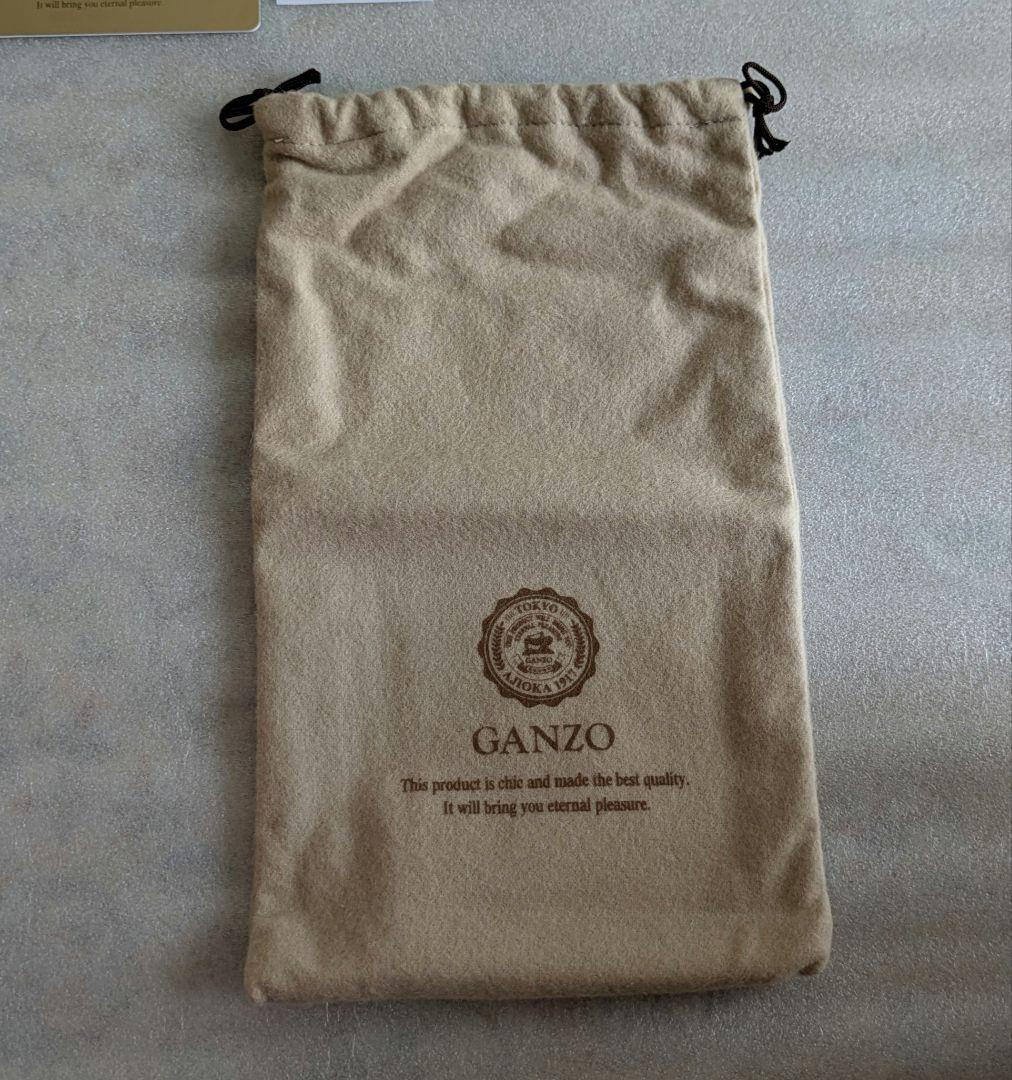 It will bring you eternal pleasure.
TOKYO
GANZO
AJIOKA 1917
GANZO
This product is chic and made the best quality.
It will bring you eternal pleasure.